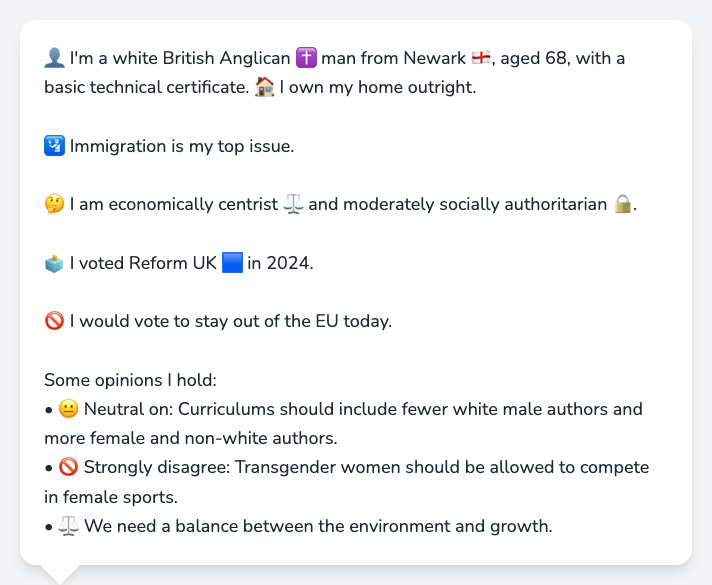 👤 I'm a white British Anglican ✝️ man from Newark 🏴󠁧󠁢󠁥󠁮󠁧󠁿, aged 68, with a
basic technical certificate. 🏠 I own my home outright.
🛂 Immigration is my top issue.
🤔 I am economically centrist ⚖️ and moderately socially authoritarian 🔒.
🗳️ I voted Reform UK 🟦 in 2024.
🚫 I would vote to stay out of the EU today.
Some opinions I hold:
• 😐 Neutral on: Curriculums should include fewer white male authors and
more female and non-white authors.
• 🚫 Strongly disagree: Transgender women should be allowed to compete
in female sports.
• ⚖️ We need a balance between the environment and growth.